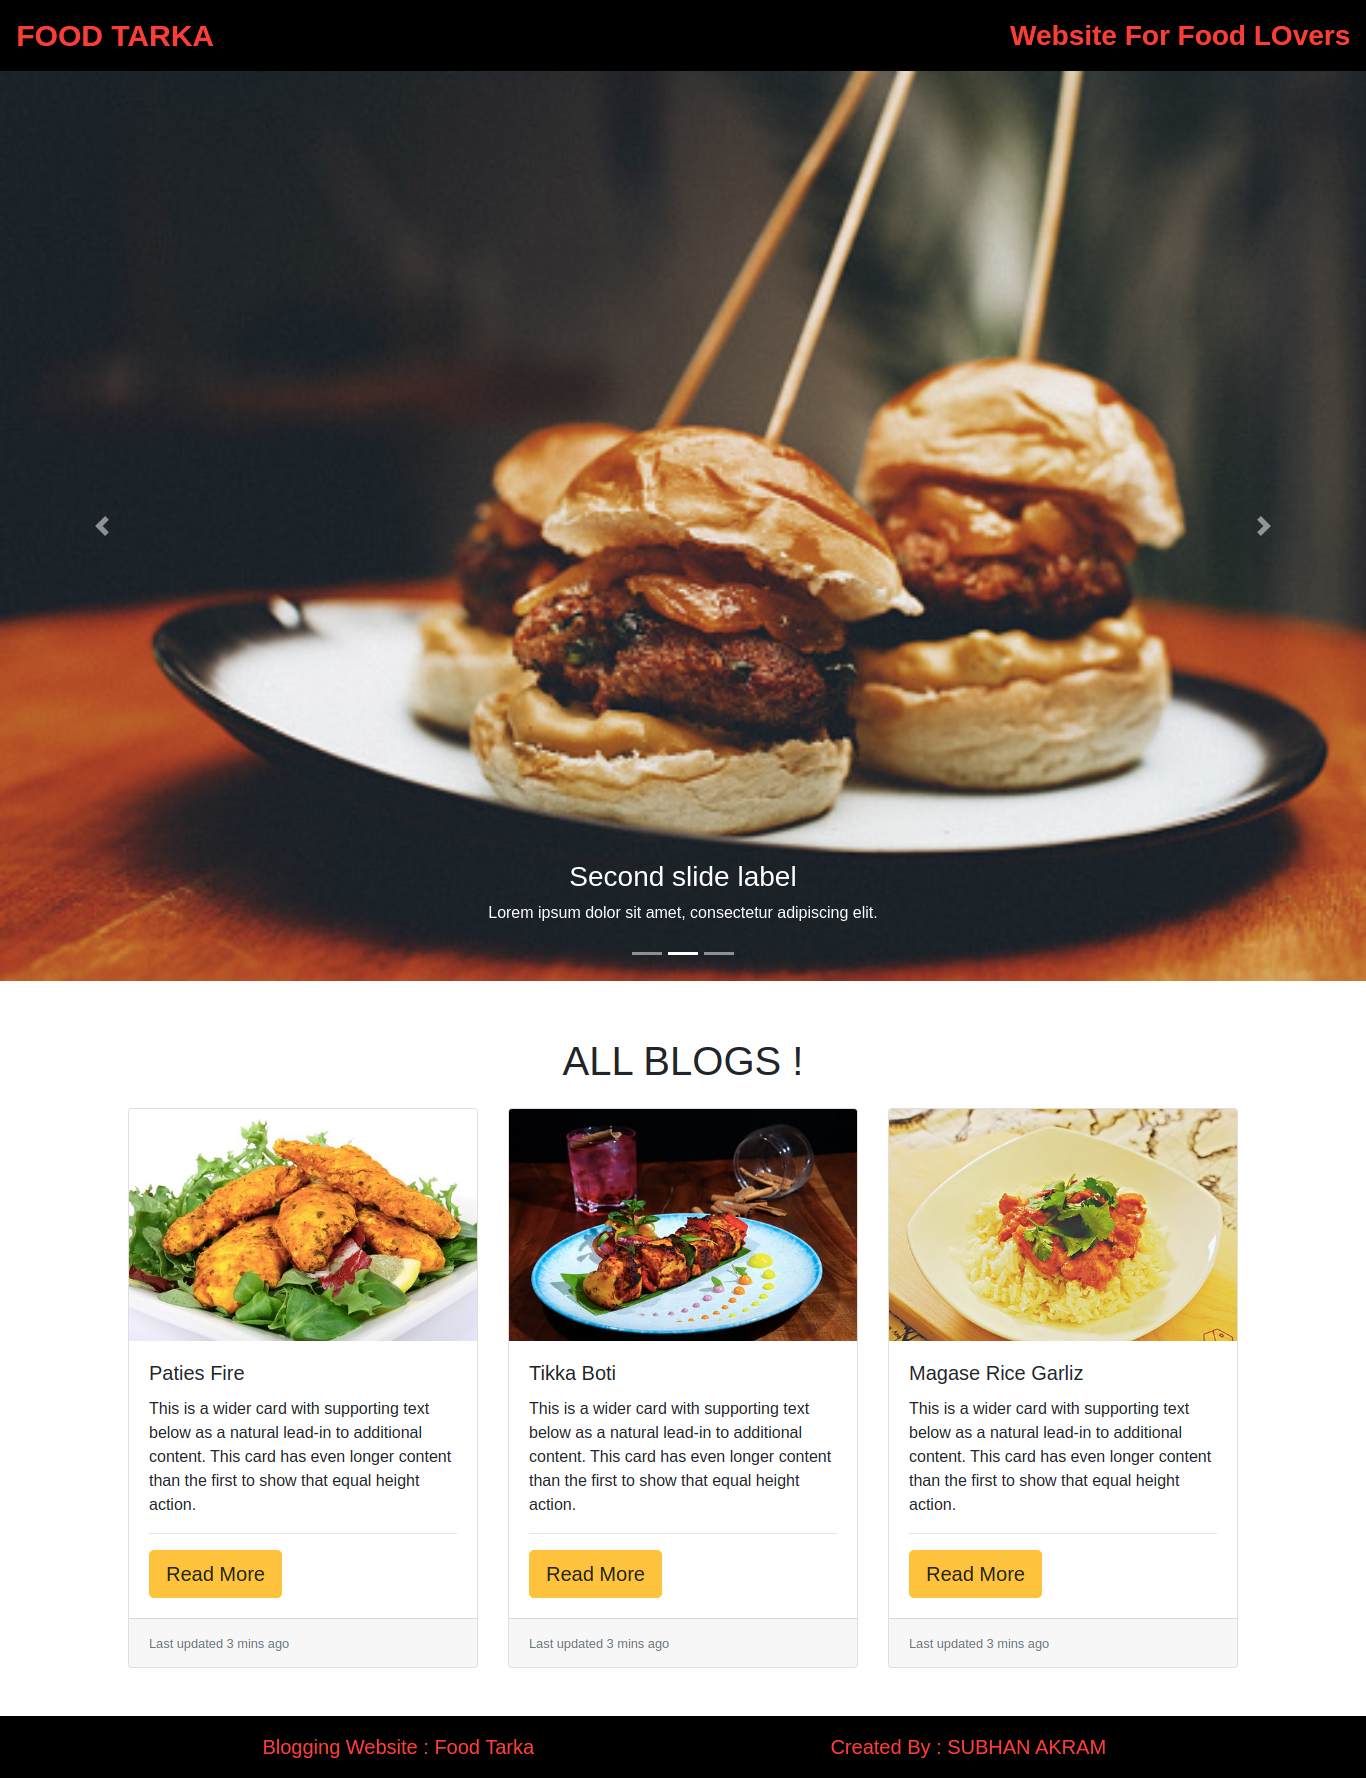 FOOD TARKA
Website For Food LOvers
Second slide label
Lorem ipsum dolor sit amet, consectetur adipiscing elit.
ALL BLOGS !
Paties Fire
This is a wider card with supporting text
below as a natural lead-in to additional
content. This card has even longer content
than the first to show that equal height
action.
Read More
Last updated 3 mins ago
Tikka Boti
This is a wider card with supporting text
below as a natural lead-in to additional
content. This card has even longer content
than the first to show that equal height
action.
Read More
Last updated 3 mins ago
Magase Rice Garliz
This is a wider card with supporting text
below as a natural lead-in to additional
content. This card has even longer content
than the first to show that equal height
action.
Read More
Last updated 3 mins ago
Blogging Website : Food Tarka
Created By : SUBHAN AKRAM